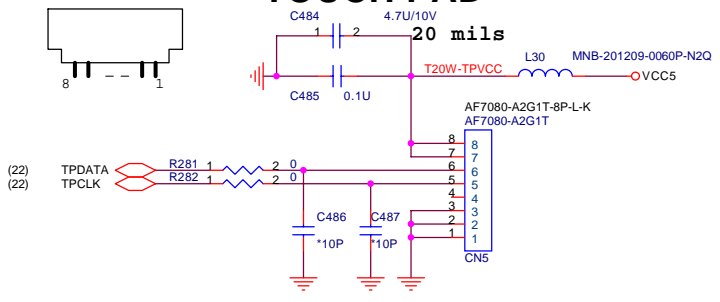 TOUCH PAD
C484 4.7U/10V
1 2
20 mils
8 1
C485 0.1U
T20W-TPVCC
L30 MNB-201209-0060P-N2Q
VCC5
AF7080-A2G1T-8P-L-K
AF7080-A2G1T
8 8
7 7
(22) TPDATA R281 1 2 0 6 6
(22) TPCLK R282 1 2 0 5 5
4 4
3 3
2 2
1 1
C486 C487
*10P *10P
CN5